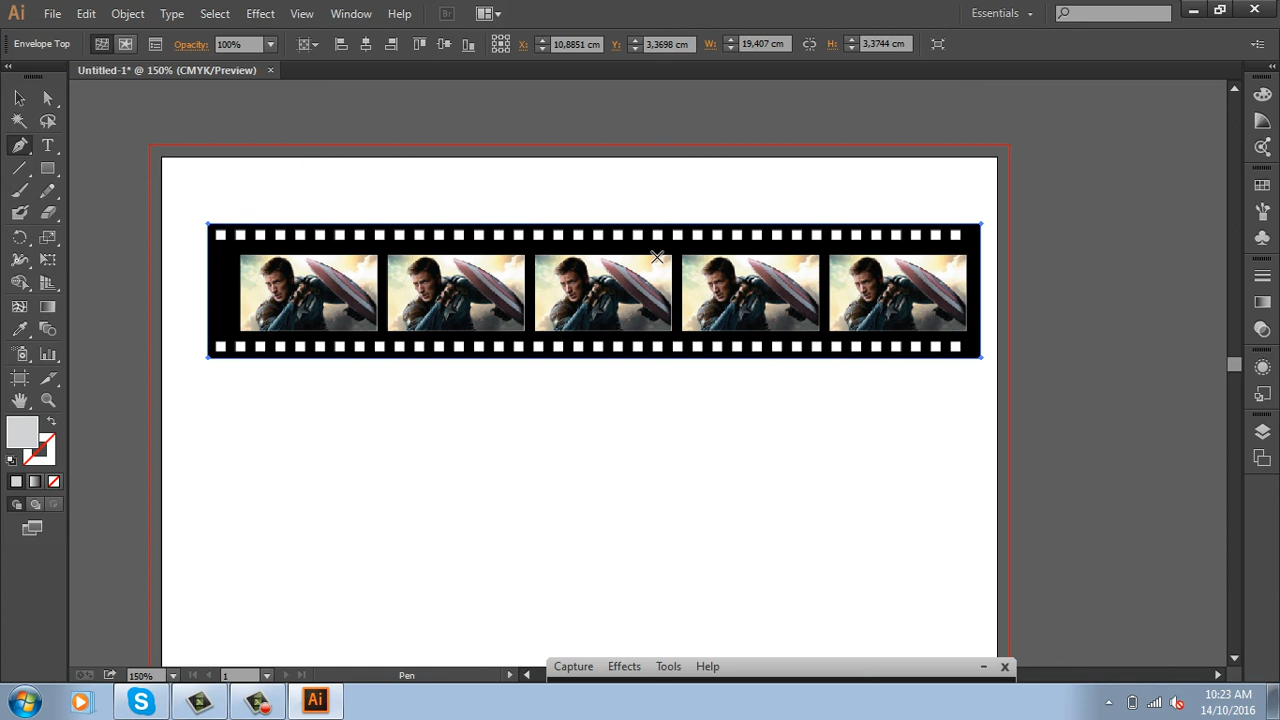 Ai File Edit Object Type Select Effect View Window Help Br Essentials
Envelope Top Opacity: 100% X: 10,8851 cm Y: 3,3698 cm W: 19,407 cm H: 3,3744 cm
Untitled-1* @ 150% (CMYK/Preview) ×
T
150% 1 Pen
Capture Effects Tools Help
S Ai
10:23 AM
14/10/2016